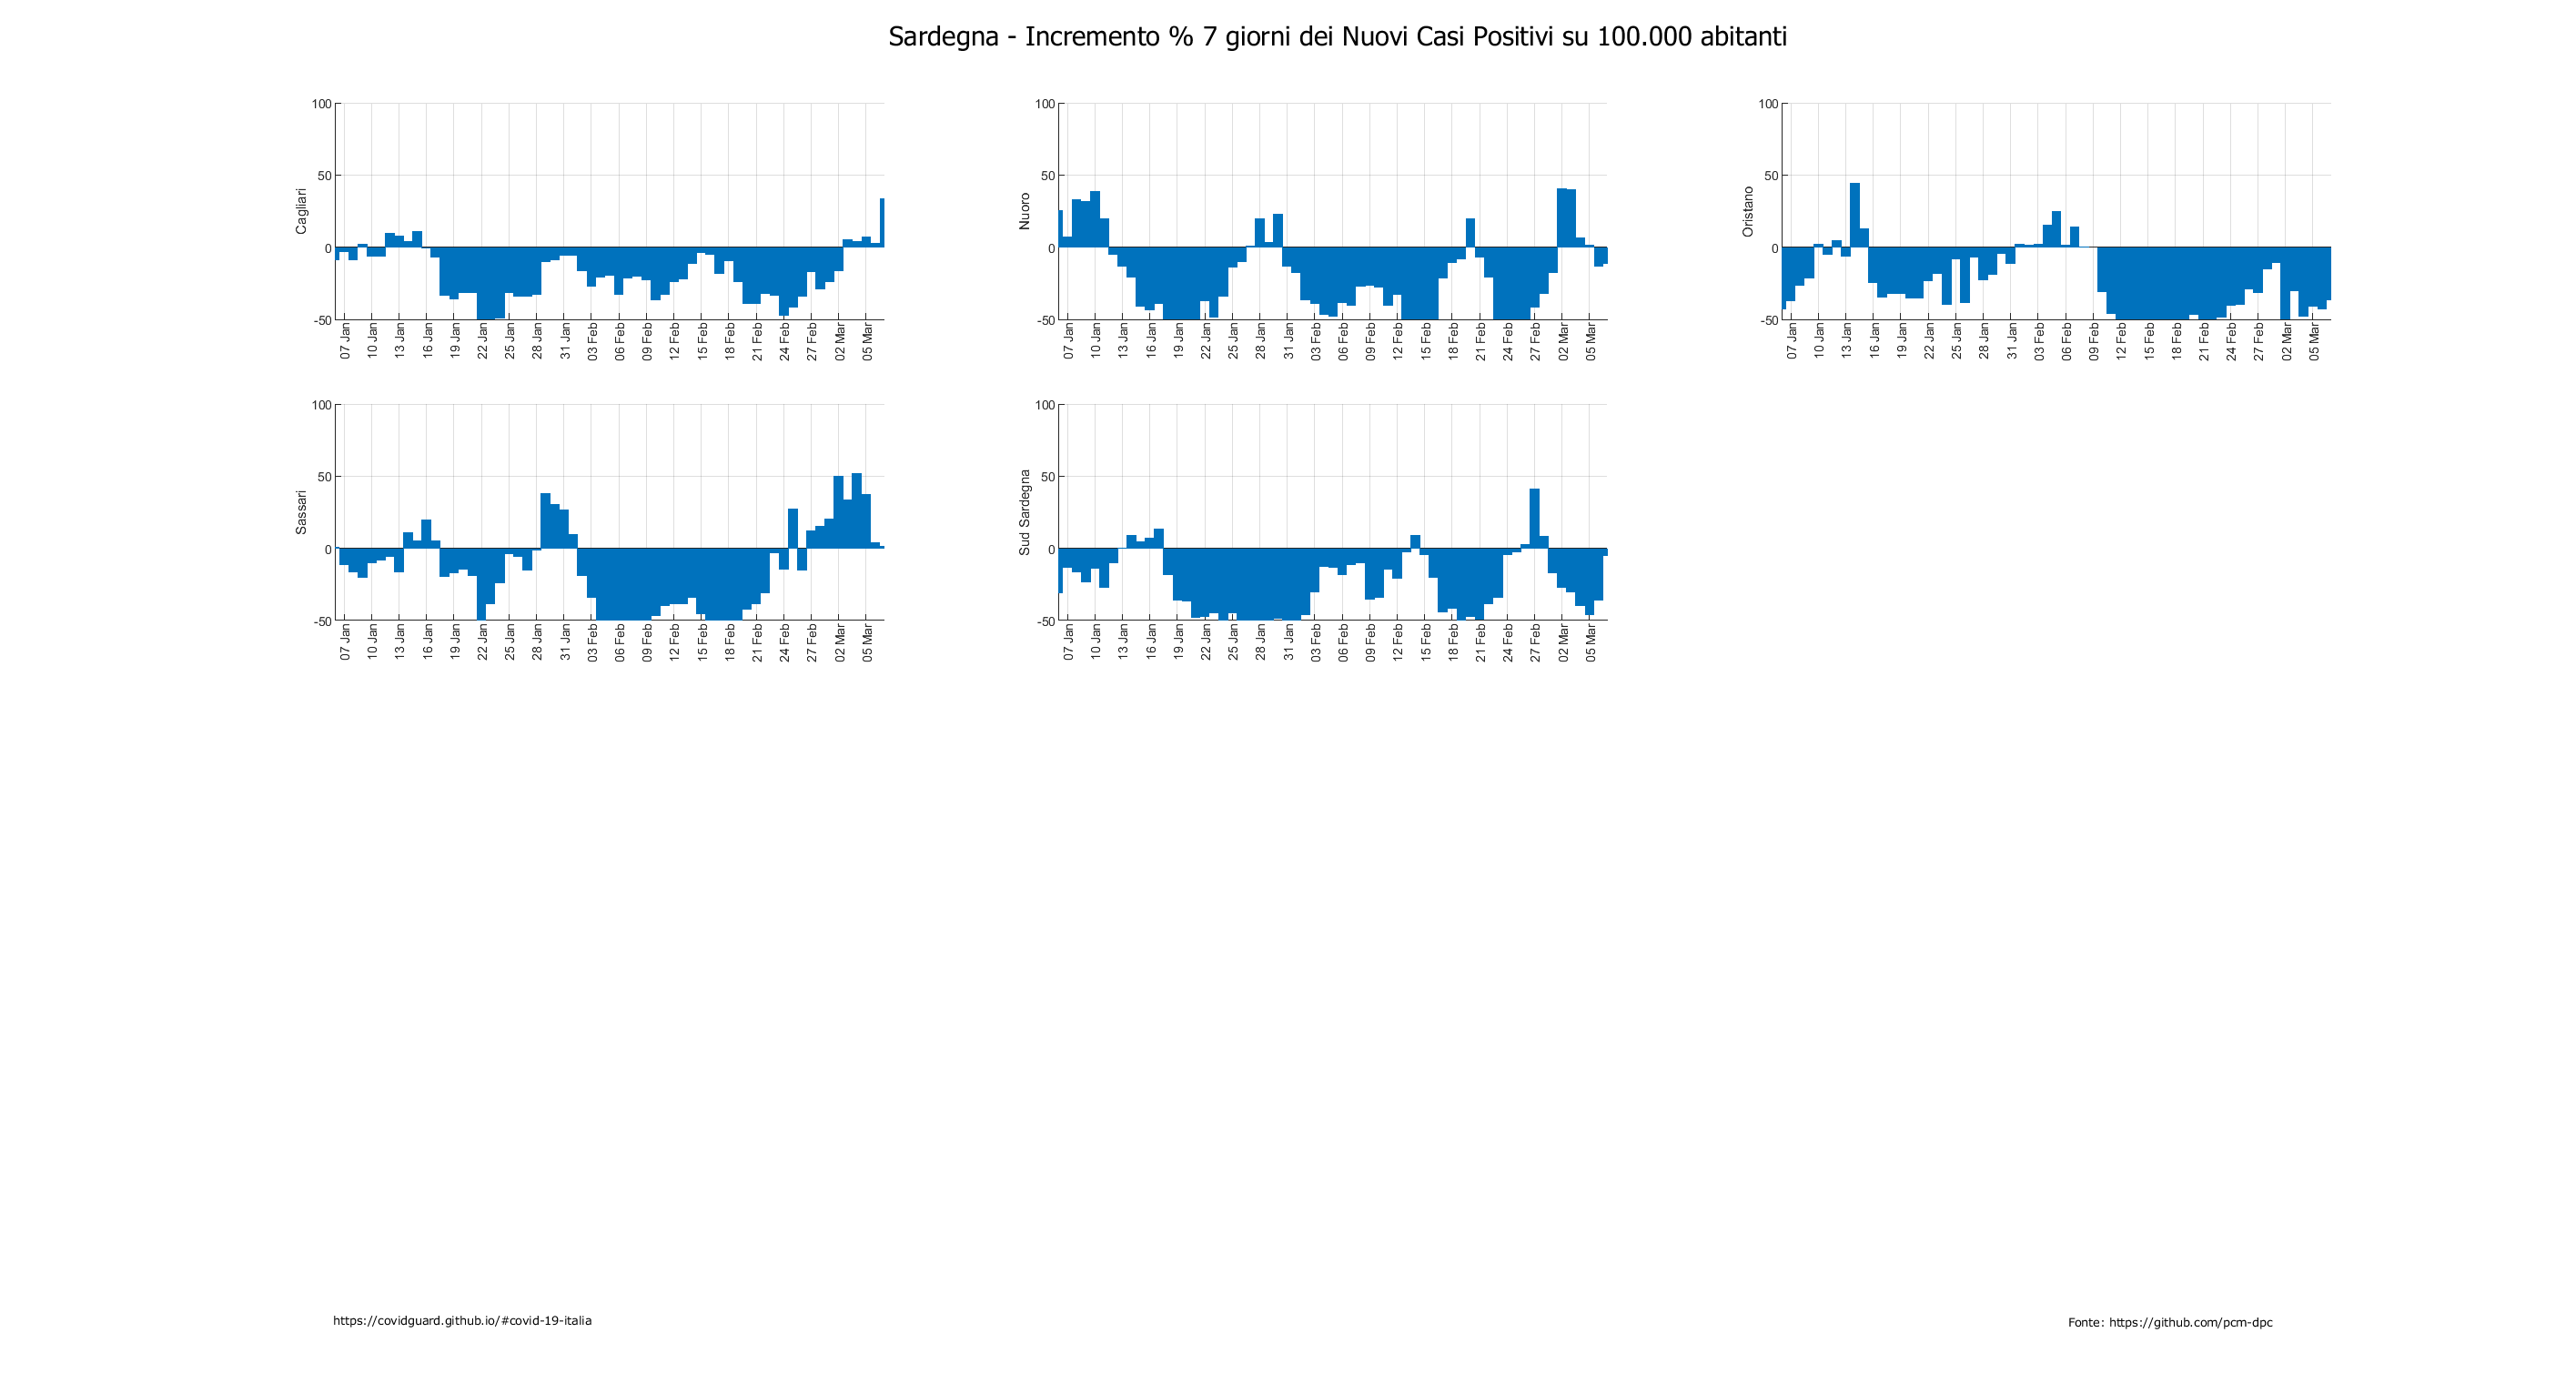 Sardegna - Incremento % 7 giorni dei Nuovi Casi Positivi su 100.000 abitanti
Cagliari
100
50
0
-50
07 Jan 10 Jan 13 Jan 16 Jan 19 Jan 22 Jan 25 Jan 28 Jan 31 Jan 03 Feb 06 Feb 09 Feb 12 Feb 15 Feb 18 Feb 21 Feb 24 Feb 27 Feb 02 Mar 05 Mar
Nuoro
100
50
0
-50
07 Jan 10 Jan 13 Jan 16 Jan 19 Jan 22 Jan 25 Jan 28 Jan 31 Jan 03 Feb 06 Feb 09 Feb 12 Feb 15 Feb 18 Feb 21 Feb 24 Feb 27 Feb 02 Mar 05 Mar
Oristano
100
50
0
-50
07 Jan 10 Jan 13 Jan 16 Jan 19 Jan 22 Jan 25 Jan 28 Jan 31 Jan 03 Feb 06 Feb 09 Feb 12 Feb 15 Feb 18 Feb 21 Feb 24 Feb 27 Feb 02 Mar 05 Mar
Sassari
100
50
0
-50
07 Jan 10 Jan 13 Jan 16 Jan 19 Jan 22 Jan 25 Jan 28 Jan 31 Jan 03 Feb 06 Feb 09 Feb 12 Feb 15 Feb 18 Feb 21 Feb 24 Feb 27 Feb 02 Mar 05 Mar
Sud Sardegna
100
50
0
-50
07 Jan 10 Jan 13 Jan 16 Jan 19 Jan 22 Jan 25 Jan 28 Jan 31 Jan 03 Feb 06 Feb 09 Feb 12 Feb 15 Feb 18 Feb 21 Feb 24 Feb 27 Feb 02 Mar 05 Mar
https://covidguard.github.io/#covid-19-italia
Fonte: https://github.com/pcm-dpc